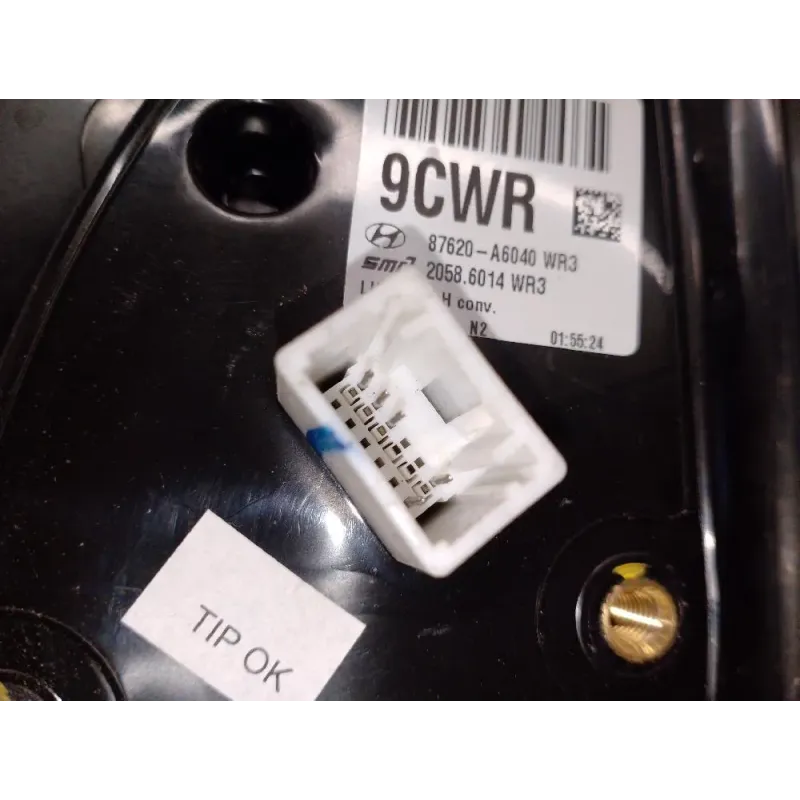 9CWR
87620-A6040 WR3
2058.6014 WR3
H conv.
N2
01:55:24
TIP OK